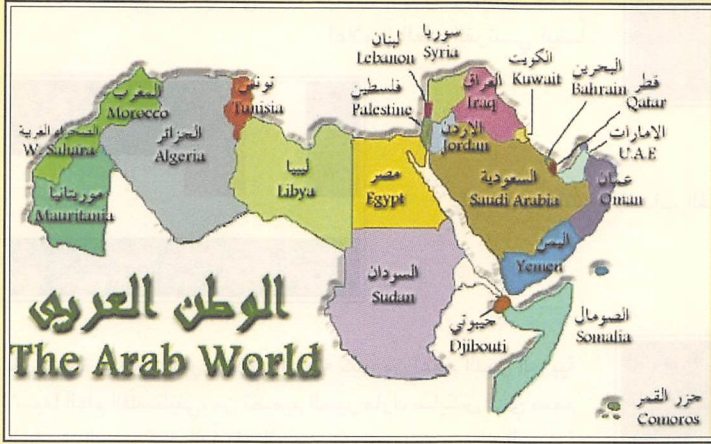 سوريا
Syria
لبنان
Lebanon
فلسطين
Palestine
العراق
Iraq
الكويت
Kuwait
البحرين
Bahrain
قطر
Qatar
الامارات
U.A.E
الاردن
Jordan
تونس
Tunisia
المغرب
Morocco
الجزائر
Algeria
الصحراء الغربية
W. Sahara
موريتانيا
Mauritania
ليبيا
Libya
مصر
Egypt
السعودية
Saudi Arabia
عمان
Oman
اليمن
Yemen
السودان
Sudan
جيبوتي
Djibouti
الصومال
Somalia
جزر القمر
Comoros
الوطن العربى
The Arab World